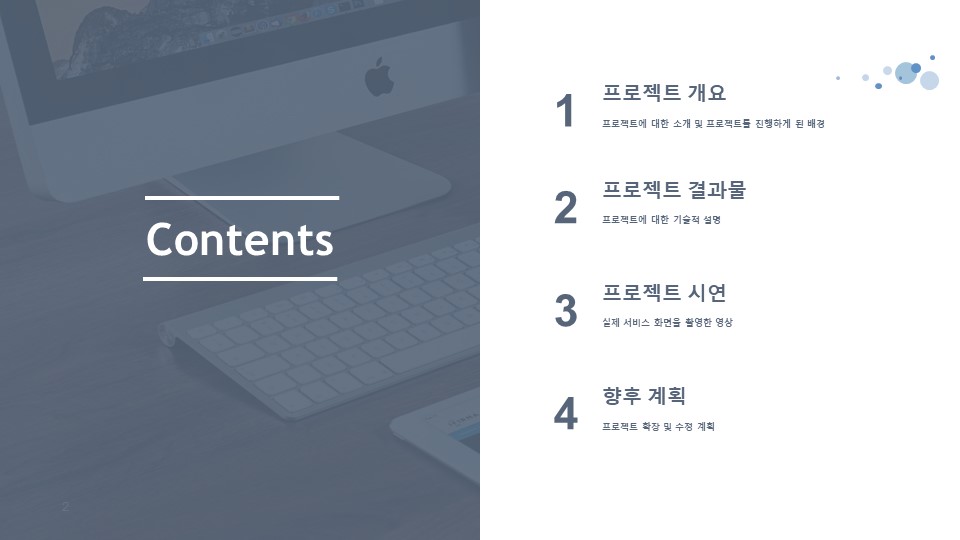 Contents
2
1
프로젝트 개요
프로젝트에 대한 소개 및 프로젝트를 진행하게 된 배경
2
프로젝트 결과물
프로젝트에 대한 기술적 설명
3
프로젝트 시연
실제 서비스 화면을 촬영한 영상
4
향후 계획
프로젝트 확장 및 수정 계획